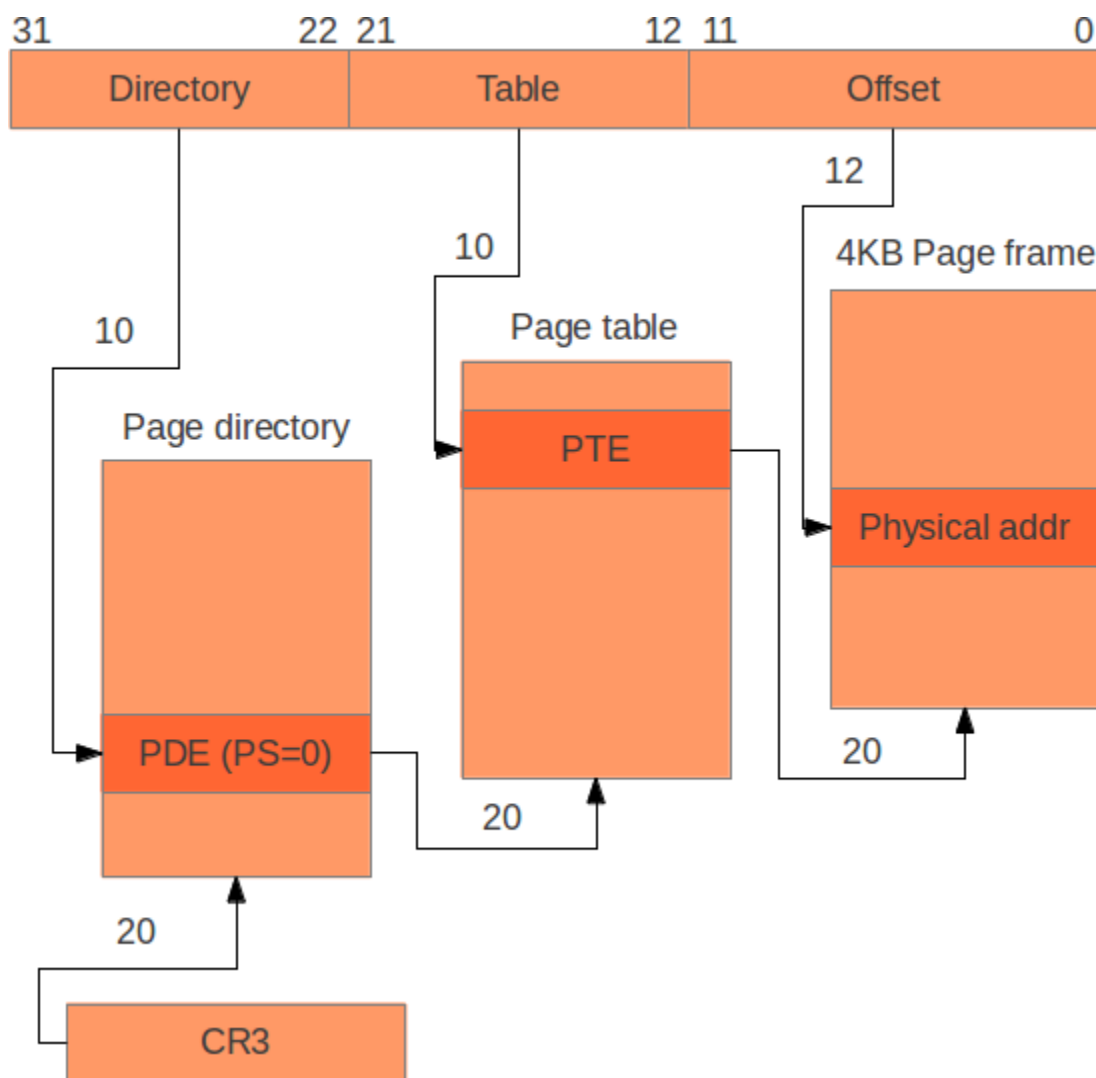 31 22 21 12 11 0
Directory Table Offset
12
10
4KB Page frame
10
Page table
Page directory
PTE
Physical addr
PDE (PS=0)
20
20
20
CR3